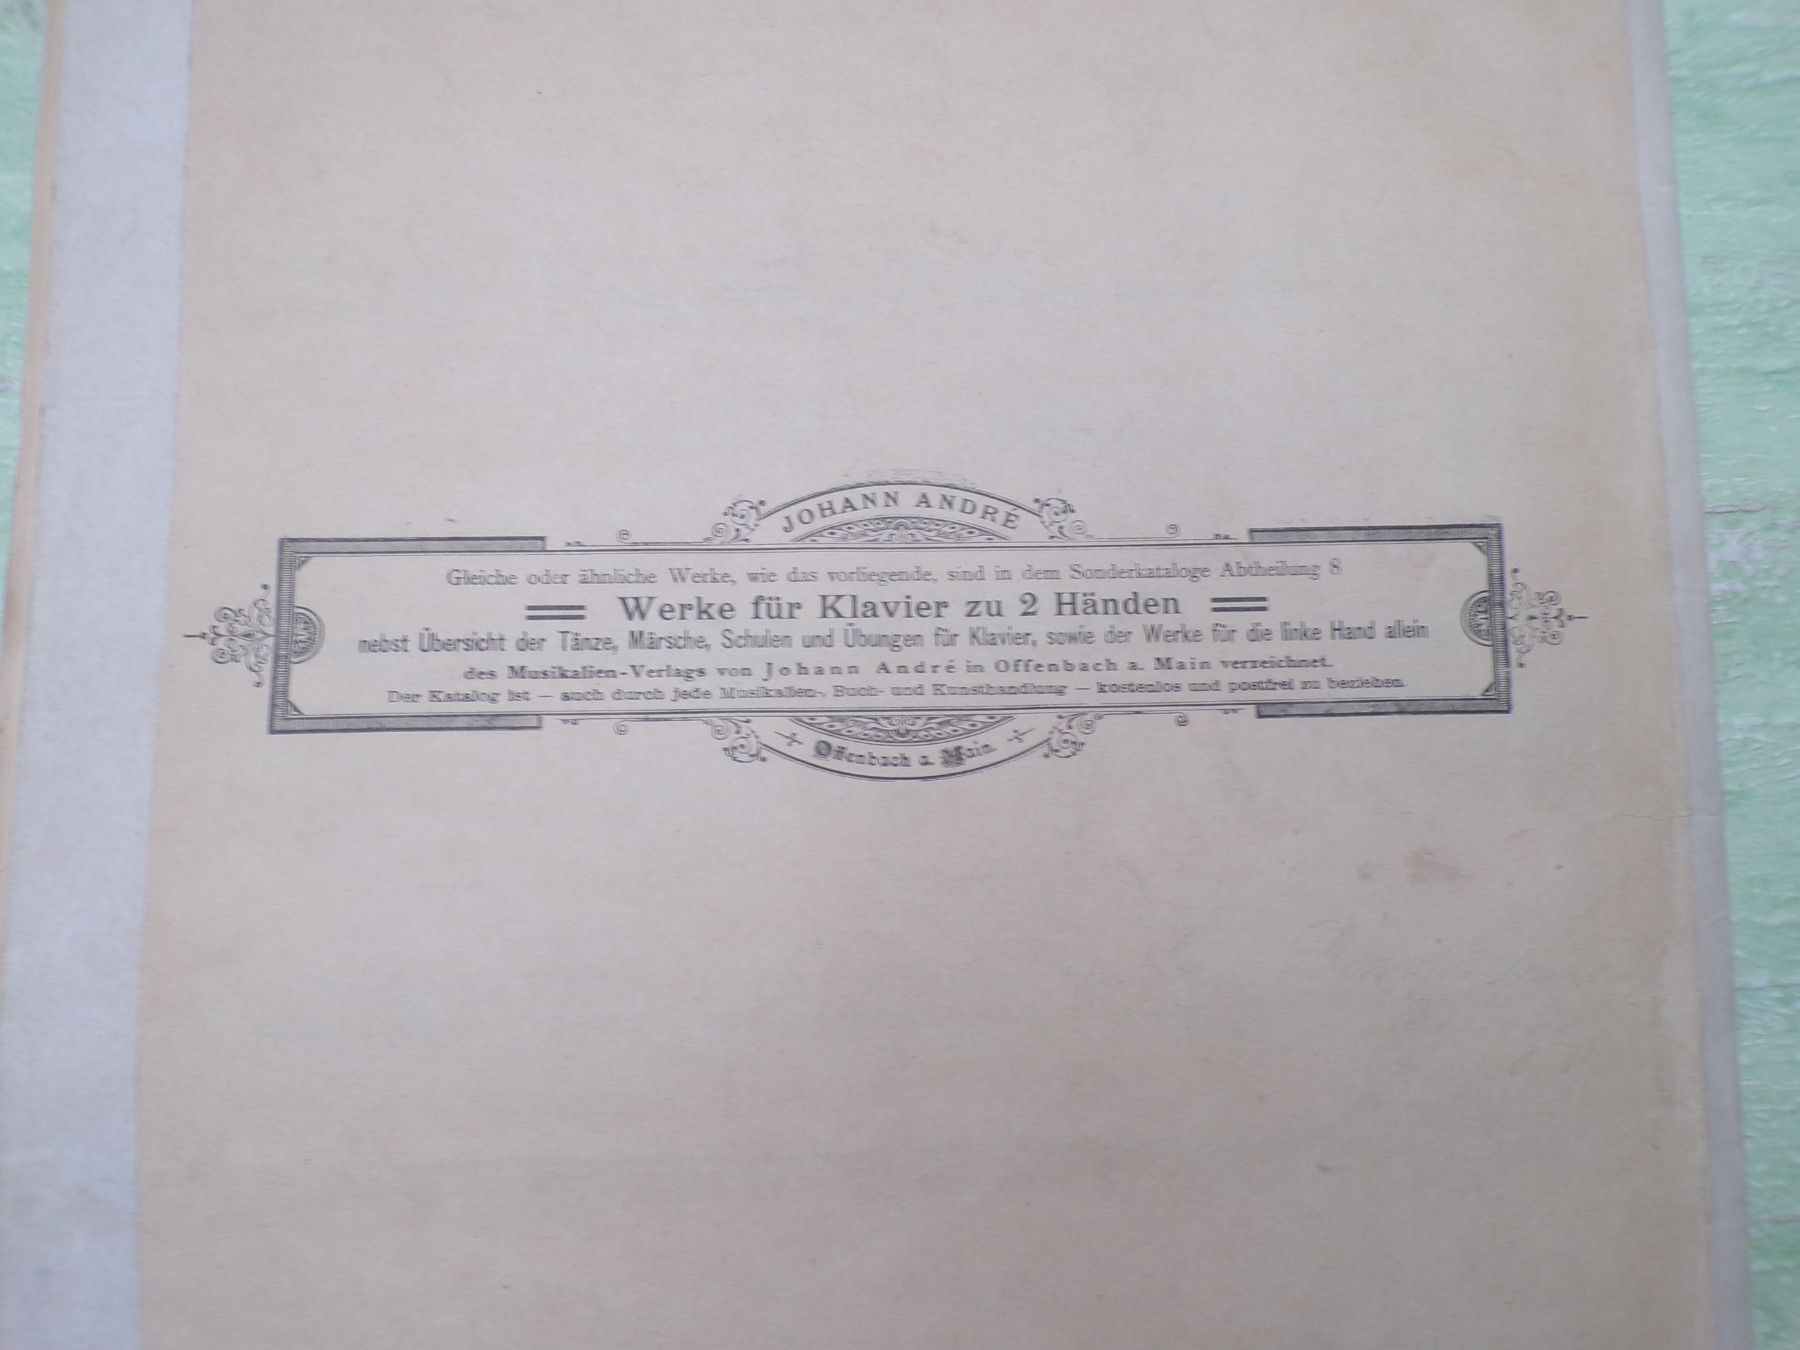 JOHANN ANDRÉ
Gleiche oder ähnliche Werke, wie das vorliegende, sind in dem Sonderkataloge Abtheilung 8
Werke für Klavier zu 2 Händen
nebst Übersicht der Tänze, Märsche, Schulen und Übungen für Klavier, sowie der Werke für die linke Hand allein
des Musikalien-Verlags von Johann André in Offenbach a. Main verzeichnet.
Der Katalog ist — auch durch jede Musikalien-, Buch- und Kunsthandlung — kostenlos und postfrei zu beziehen.
Offenbach a. Main